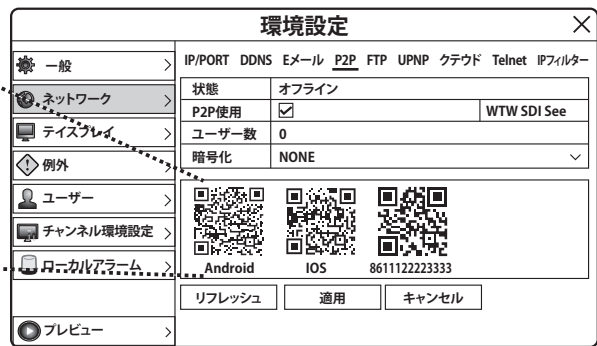 環境設定
一般
ネットワーク
テイスプレイ
例外
ユーザー
チャンネル環境設定
ローカルアラーム
プレビュー
IP/PORT DDNS Eメール P2P FTP UPNP クテウド Telnet IPフィルター
状態 オフライン
P2P使用 WTW SDI See
ユーザー数 0
暗号化 NONE
Android IOS 8611122223333
リフレッシュ 適用 キャンセル